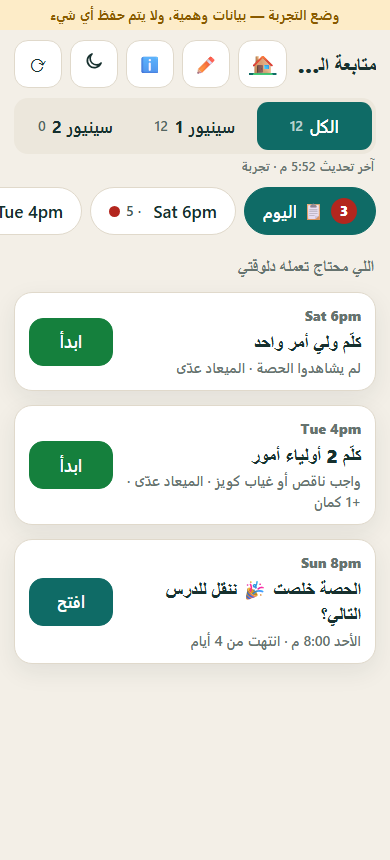 وضع التجربة — بيانات وهمية، ولا يتم حفظ أي شيء
متابعة الـ...
الكل 12
سينيور 1 12
سينيور 2 0
آخر تحديث 5:52 م · تجربة
3 📋 اليوم
Sat 6pm · 5
Tue 4pm
اللي محتاج تعمله دلوقتي
Sat 6pm
كلّم ولي أمر واحد
لم يشاهدوا الحصة · الميعاد عدّى
ابدأ
Tue 4pm
كلّم 2 أولياء أمور
واجب ناقص أو غياب كويز · الميعاد عدّى ·
+1 كمان
ابدأ
Sun 8pm
الحصة خلصت 🎉 ننقل للدرس
التالي؟
الأحد 8:00 م · انتهت من 4 أيام
افتح